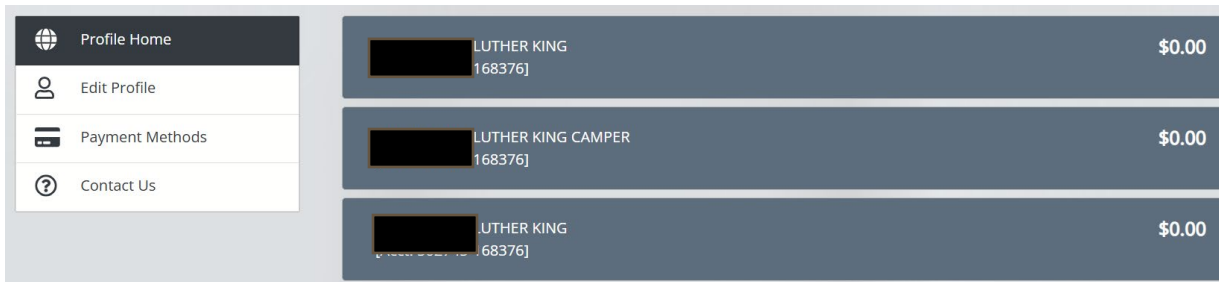 Profile Home
Edit Profile
Payment Methods
Contact Us
LUTHER KING
$0.00
168376]
LUTHER KING CAMPER
$0.00
168376]
LUTHER KING
$0.00
168376]